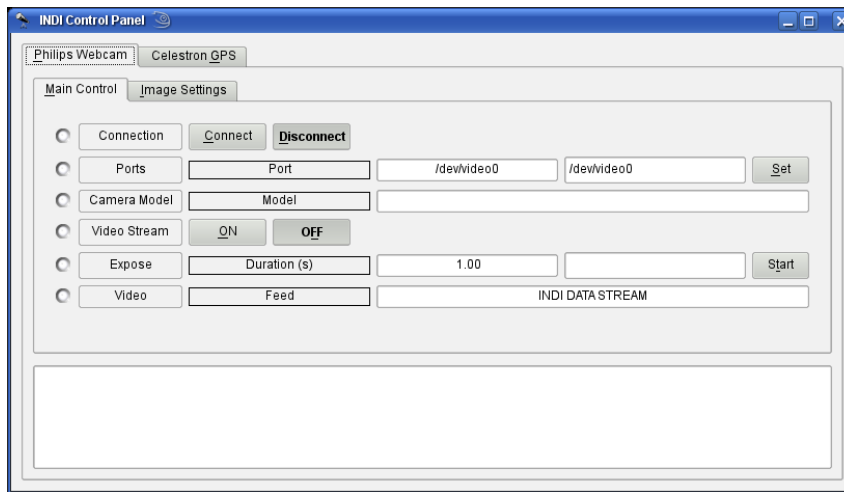 INDI Control Panel
Philips Webcam Celestron GPS
Main Control Image Settings
Connection Connect Disconnect
Ports Port /dev/video0 /dev/video0 Set
Camera Model Model
Video Stream ON OFF
Expose Duration (s) 1.00 Start
Video Feed INDI DATA STREAM